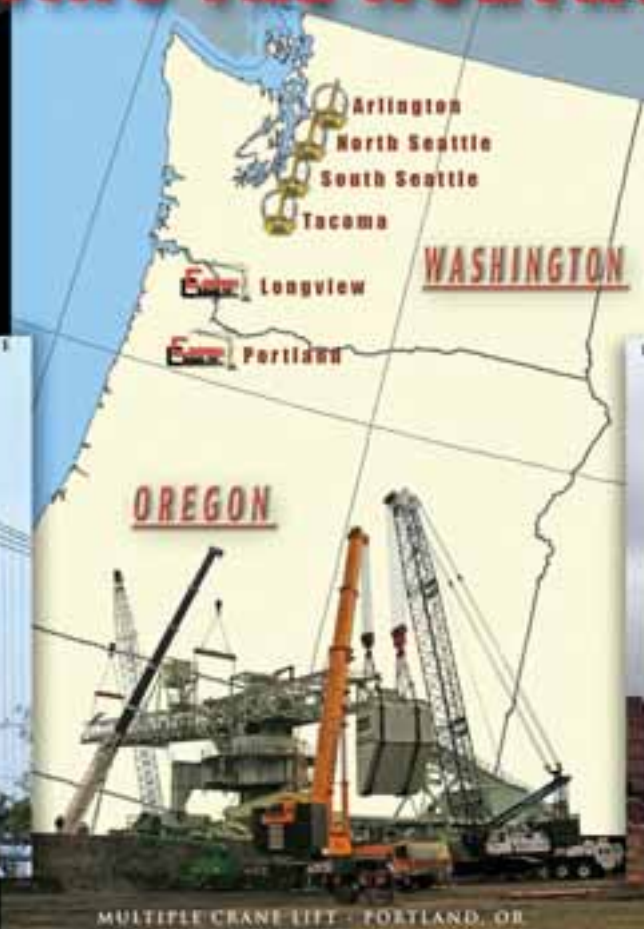 Arlington
North Seattle
South Seattle
Tacoma
WASHINGTON
Longview
Portland
OREGON
MULTIPLE CRANE LIFT - PORTLAND, OR